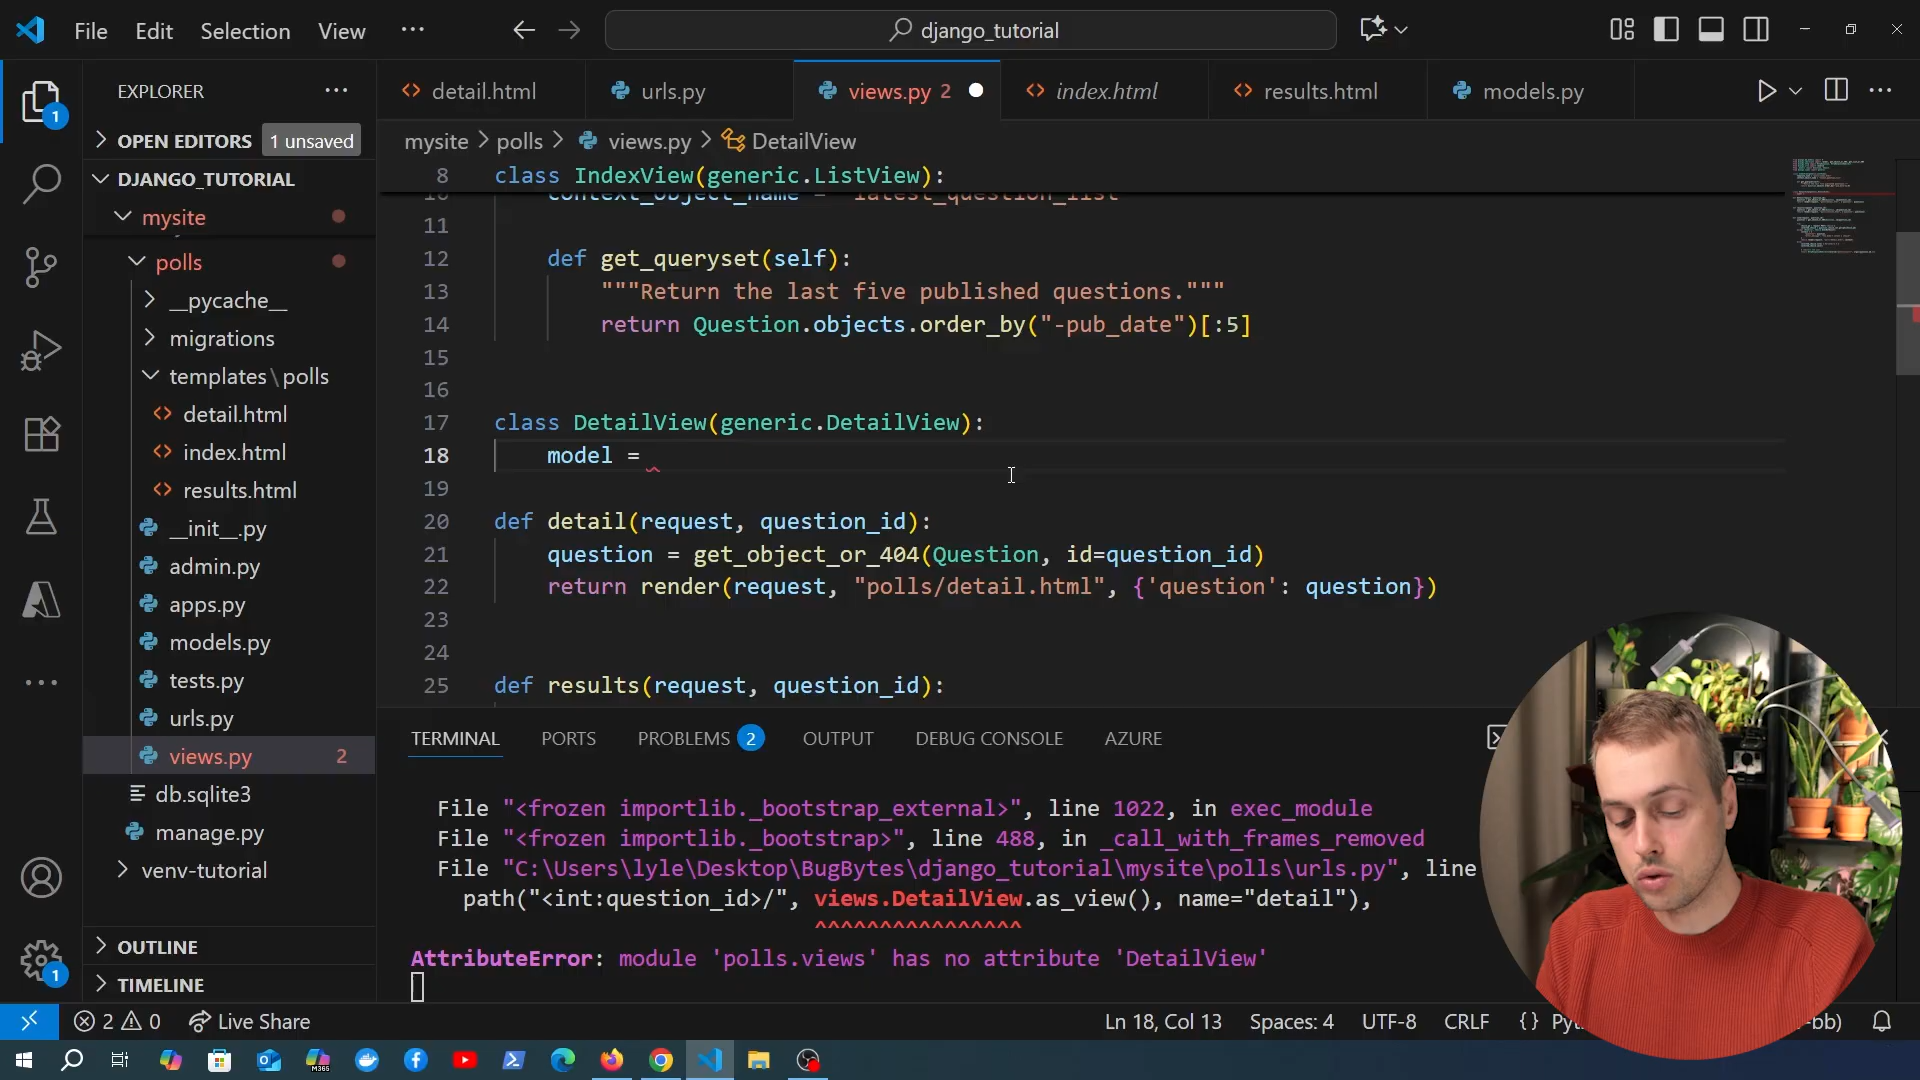 File Edit Selection View ··· django_tutorial
EXPLORER ···
OPEN EDITORS 1 unsaved
DJANGO_TUTORIAL
mysite
polls
__pycache__
migrations
templates\polls
detail.html
index.html
results.html
__init__.py
admin.py
apps.py
models.py
tests.py
urls.py
views.py 2
db.sqlite3
manage.py
venv-tutorial
OUTLINE
TIMELINE
1
1
detail.html urls.py views.py 2 index.html results.html models.py
mysite > polls > views.py > DetailView
8 class IndexView(generic.ListView):
10 context_object_name = "latest_question_list"
11
12 def get_queryset(self):
13 """Return the last five published questions."""
14 return Question.objects.order_by("-pub_date")[:5]
15
16
17 class DetailView(generic.DetailView):
18 model =
19
20 def detail(request, question_id):
21 question = get_object_or_404(Question, id=question_id)
22 return render(request, "polls/detail.html", {'question': question})
23
24
25 def results(request, question_id):
TERMINAL PORTS PROBLEMS 2 OUTPUT DEBUG CONSOLE AZURE
File "<frozen importlib._bootstrap_external>", line 1022, in exec_module
File "<frozen importlib._bootstrap>", line 488, in _call_with_frames_removed
File "C:\Users\lyle\Desktop\BugBytes\django_tutorial\mysite\polls\urls.py", line
path("<int:question_id>/", views.DetailView.as_view(), name="detail"),
^^^^^^^^^^^^^^^^
AttributeError: module 'polls.views' has no attribute 'DetailView'
2 0 Live Share Ln 18, Col 13 Spaces: 4 UTF-8 CRLF {}
M365